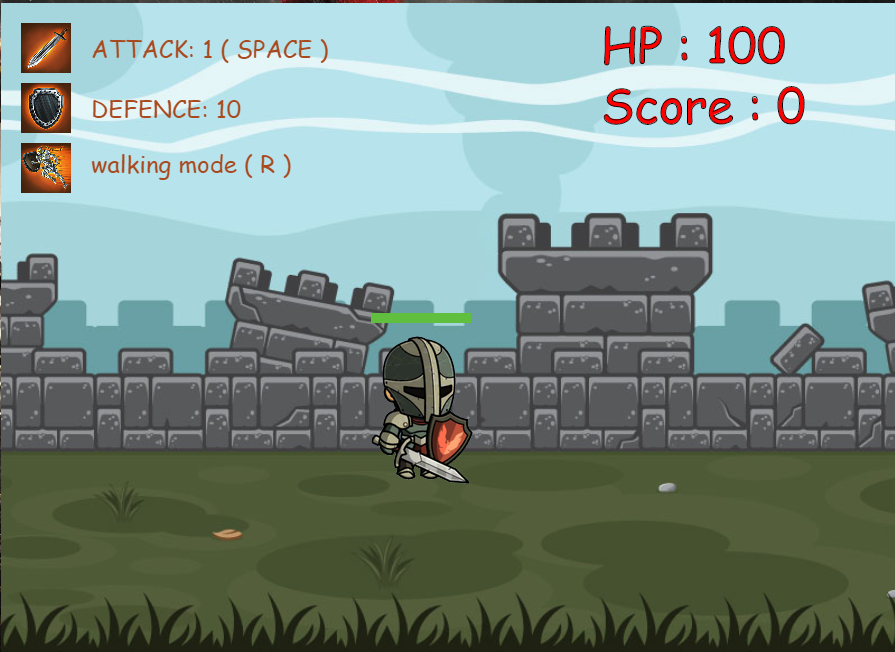 ATTACK: 1 ( SPACE )
DEFENCE: 10
walking mode ( R )
HP : 100
Score : 0